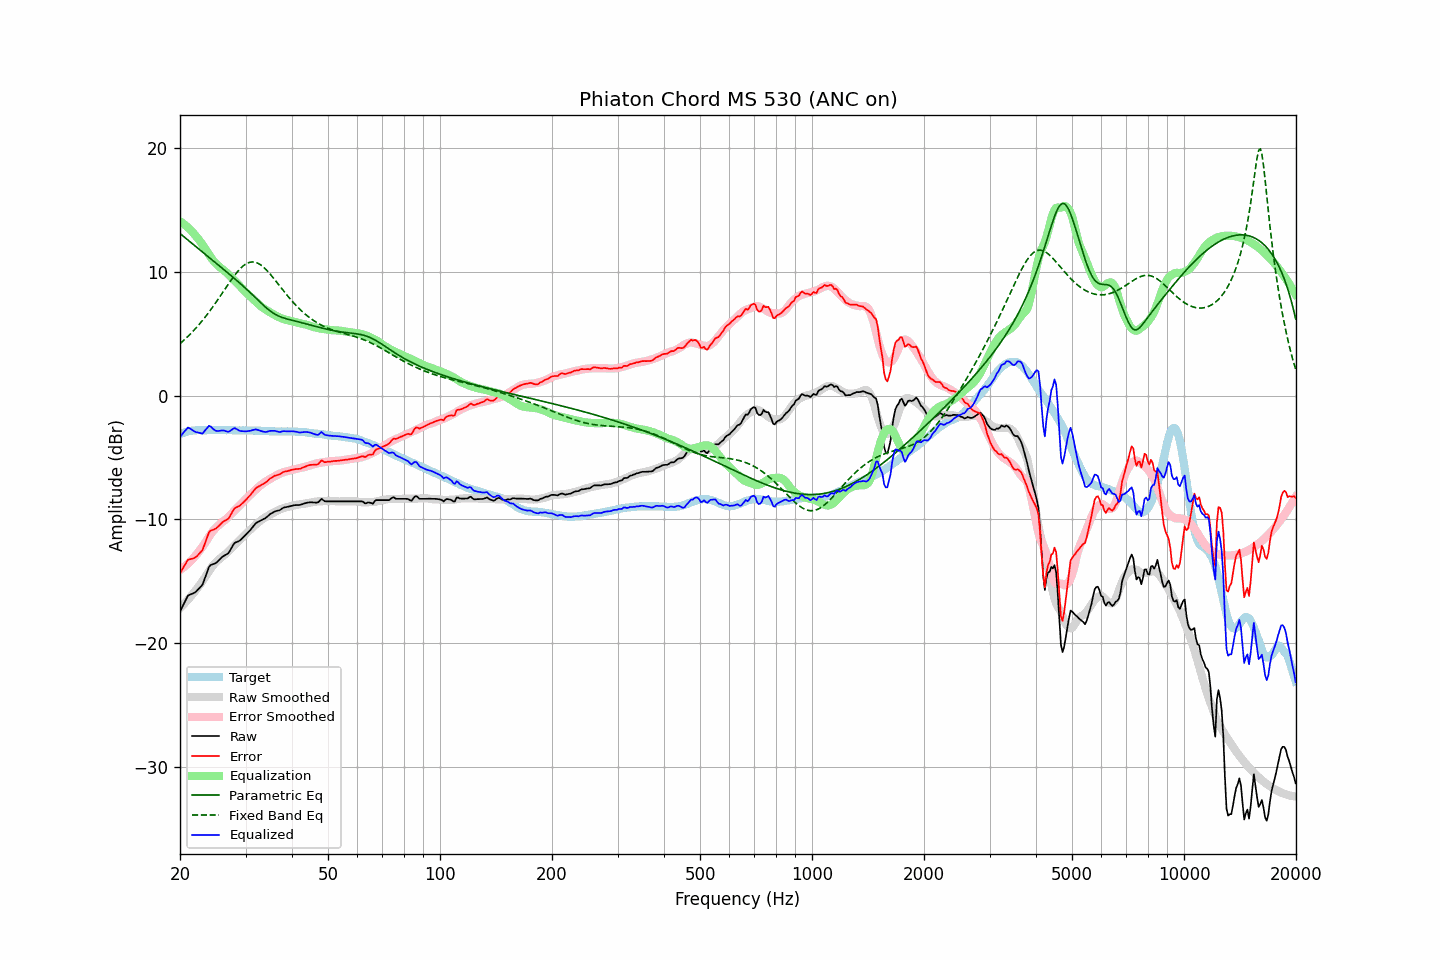 Phiaton Chord MS 530 (ANC on)
Amplitude (dBr)
20
10
0
−10
−20
−30
Target
Raw Smoothed
Error Smoothed
Raw
Error
Equalization
Parametric Eq
Fixed Band Eq
Equalized
20 50 100 200 500 1000 2000 5000 10000 20000
Frequency (Hz)